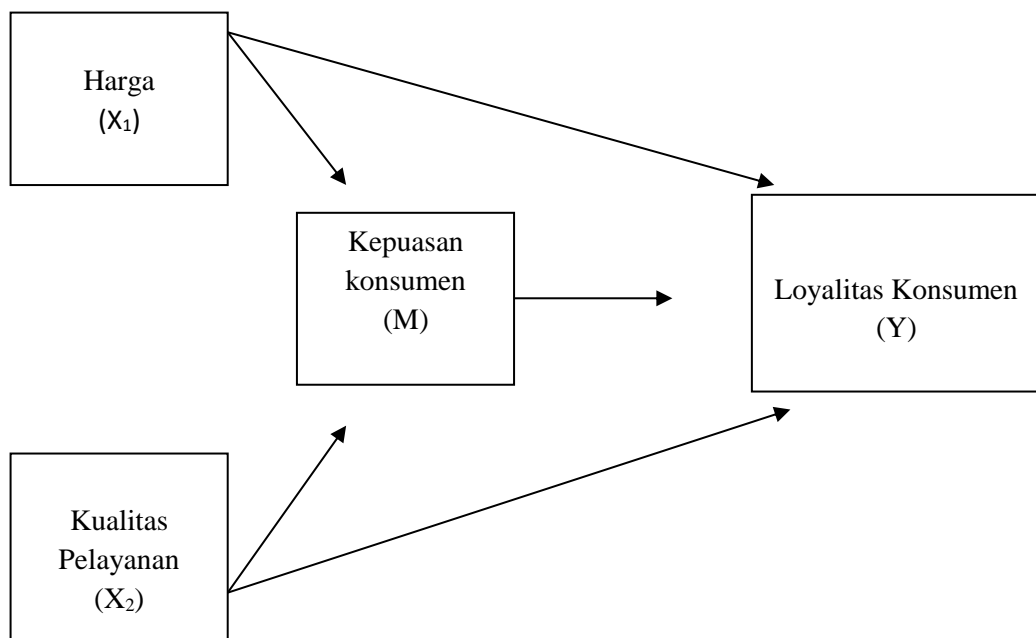 Harga
(X₁)
Kepuasan
konsumen
(M)
Loyalitas Konsumen
(Y)
Kualitas
Pelayanan
(X₂)